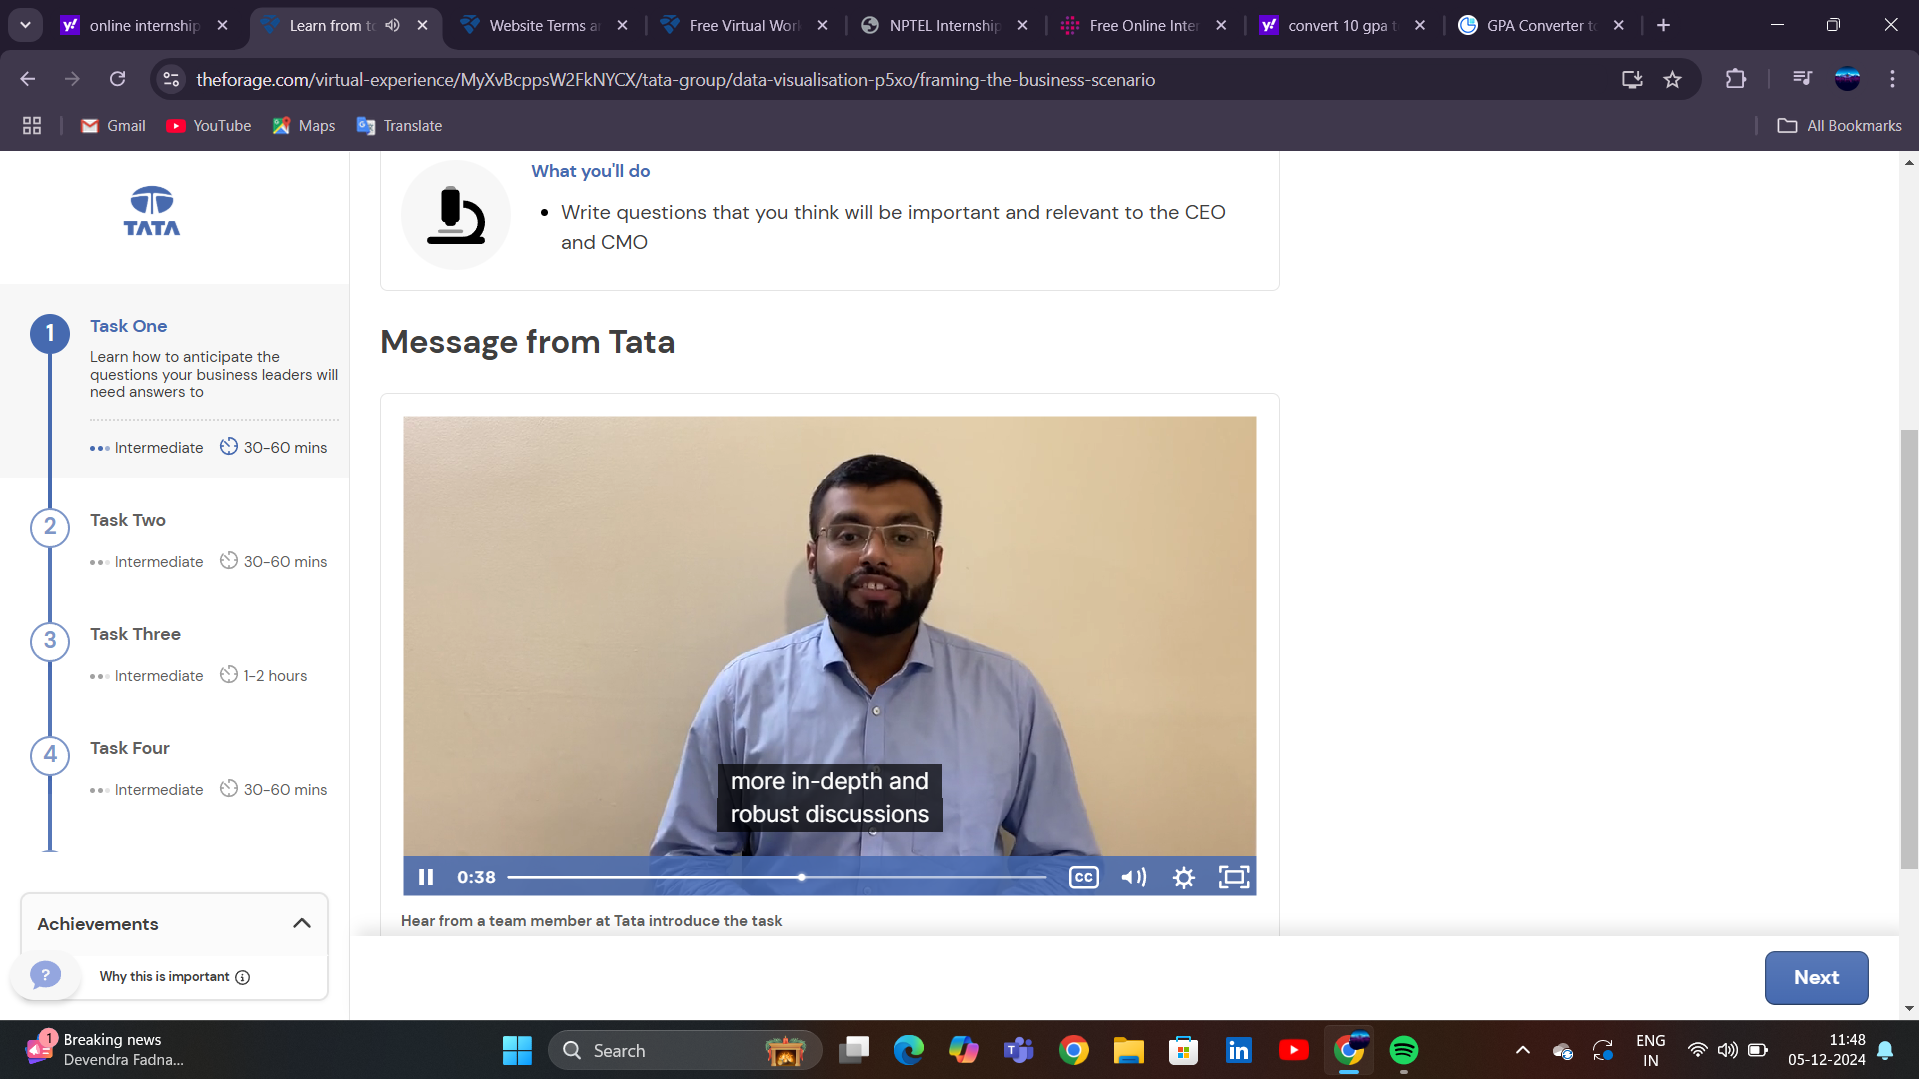 online internship
Learn from to
Website Terms a
Free Virtual Wor
NPTEL Internship
Free Online Inter
convert 10 gpa t
GPA Converter to
theforage.com/virtual-experience/MyXvBcppsW2FkNYCX/tata-group/data-visualisation-p5xo/framing-the-business-scenario
Gmail
YouTube
Maps
Translate
All Bookmarks
TATA
1
Task One
Learn how to anticipate the
questions your business leaders will
need answers to
Intermediate
30-60 mins
2
Task Two
Intermediate
30-60 mins
3
Task Three
Intermediate
1-2 hours
4
Task Four
Intermediate
30-60 mins
Achievements
?
Why this is important
What you'll do
• Write questions that you think will be important and relevant to the CEO
and CMO
Message from Tata
more in-depth and
robust discussions
0:38
CC
Hear from a team member at Tata introduce the task
Next
1
Breaking news
Devendra Fadna...
Search
ENG
IN
11:48
05-12-2024